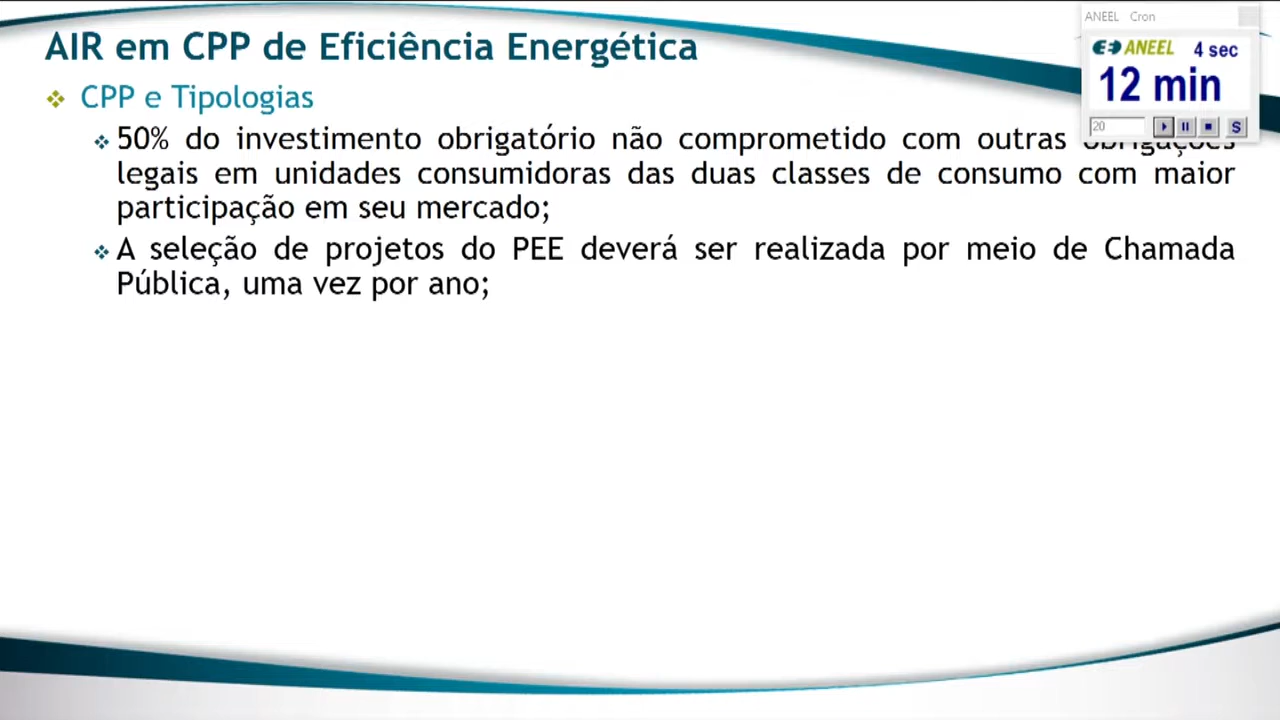 AIR em CPP de Eficiência Energética
ANEEL Cron
ANEEL 4 sec
12 min
20
S
CPP e Tipologias
50% do investimento obrigatório não comprometido com outras obrigações
legais em unidades consumidoras das duas classes de consumo com maior
participação em seu mercado;
A seleção de projetos do PEE deverá ser realizada por meio de Chamada
Pública, uma vez por ano;